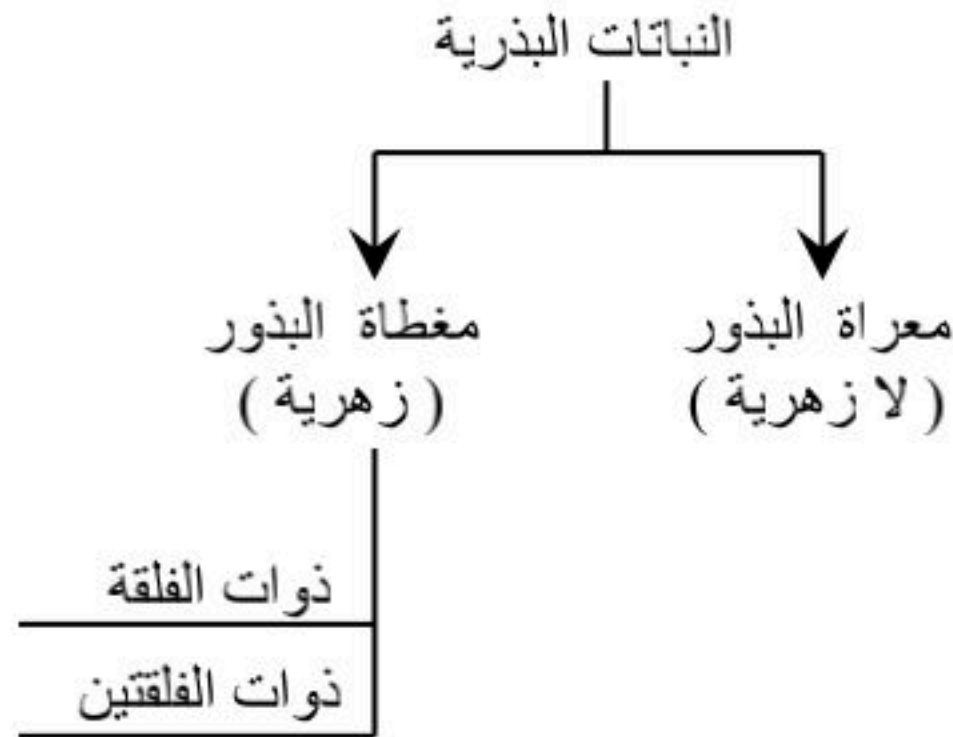 النباتات البذرية
معراة البذور
( لا زهرية )
مغطاة البذور
( زهرية )
ذوات الفلقة
ذوات الفلقتين